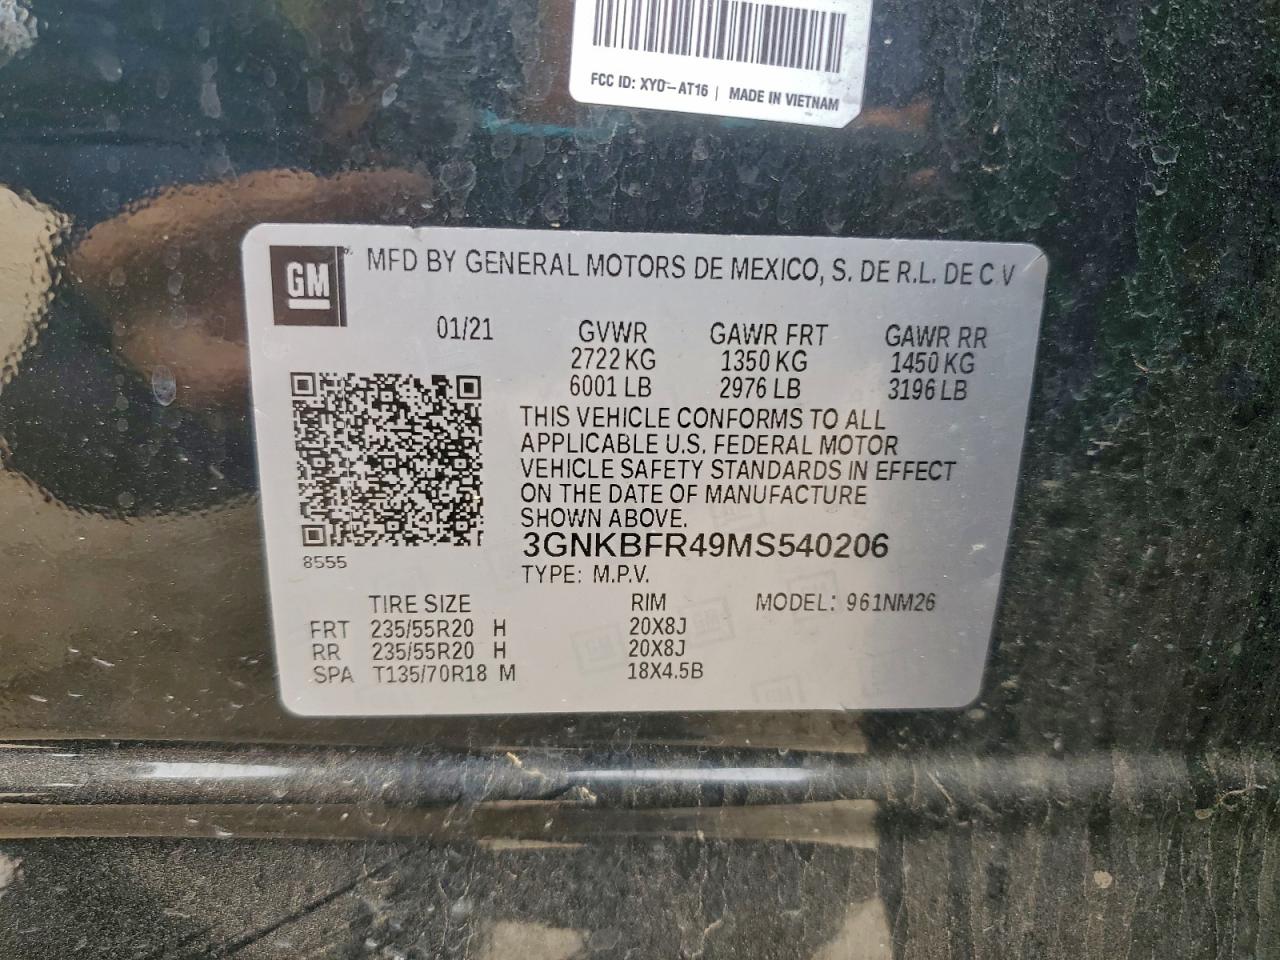 FCC ID: XYO-AT16 | MADE IN VIETNAM
GM
MFD BY GENERAL MOTORS DE MEXICO, S. DE R.L. DE C V
01/21 GVWR GAWR FRT GAWR RR
2722 KG 1350 KG 1450 KG
6001 LB 2976 LB 3196 LB
THIS VEHICLE CONFORMS TO ALL
APPLICABLE U.S. FEDERAL MOTOR
VEHICLE SAFETY STANDARDS IN EFFECT
ON THE DATE OF MANUFACTURE
SHOWN ABOVE.
3GNKBFR49MS540206
8555
TYPE: M.P.V.
TIRE SIZE RIM MODEL: 961NM26
FRT 235/55R20 H 20X8J
RR 235/55R20 H 20X8J
SPA T135/70R18 M 18X4.5B